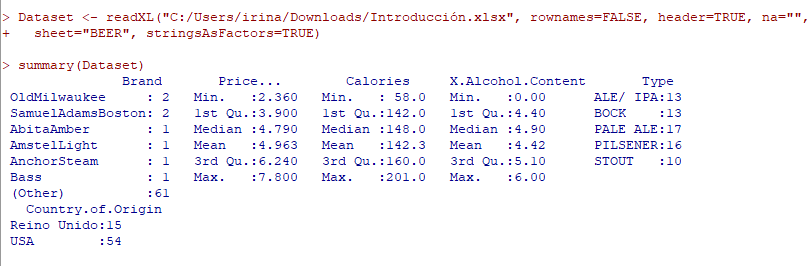 > Dataset <- readXL("C:/Users/irina/Downloads/Introducción.xlsx", rownames=FALSE, header=TRUE, na="",
+   sheet="BEER", stringsAsFactors=TRUE)
> summary(Dataset)
               Brand       Price...        Calories     X.Alcohol.Content       Type
 OldMilwaukee     : 2   Min.   :2.360   Min.   : 58.0   Min.   :0.00      ALE/ IPA:13
 SamuelAdamsBoston: 2   1st Qu.:3.900   1st Qu.:142.0   1st Qu.:4.40      BOCK    :13
 AbitaAmber       : 1   Median :4.790   Median :148.0   Median :4.90      PALE ALE:17
 AmstelLight      : 1   Mean   :4.963   Mean   :142.3   Mean   :4.42      PILSENER:16
 AnchorSteam      : 1   3rd Qu.:6.240   3rd Qu.:160.0   3rd Qu.:5.10      STOUT   :10
 Bass             : 1   Max.   :7.800   Max.   :201.0   Max.   :6.00
 (Other)          :61
   Country.of.Origin
 Reino Unido:15
 USA        :54